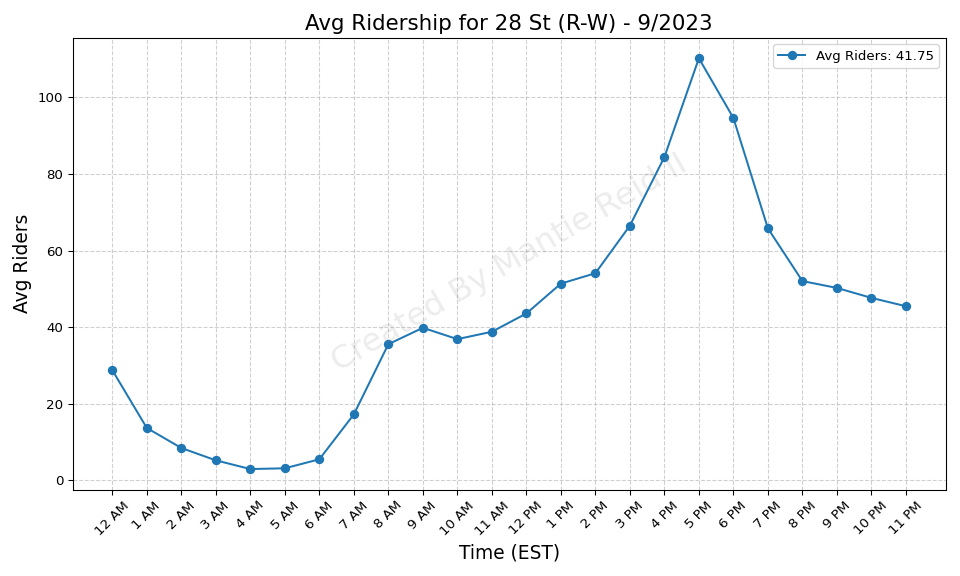 Avg Ridership for 28 St (R-W) - 9/2023
Avg Riders: 41.75
Avg Riders
100
80
60
40
20
0
Created By Mantie Reid II
12 AM
1 AM
2 AM
3 AM
4 AM
5 AM
6 AM
7 AM
8 AM
9 AM
10 AM
11 AM
12 PM
1 PM
2 PM
3 PM
4 PM
5 PM
6 PM
7 PM
8 PM
9 PM
10 PM
11 PM
Time (EST)